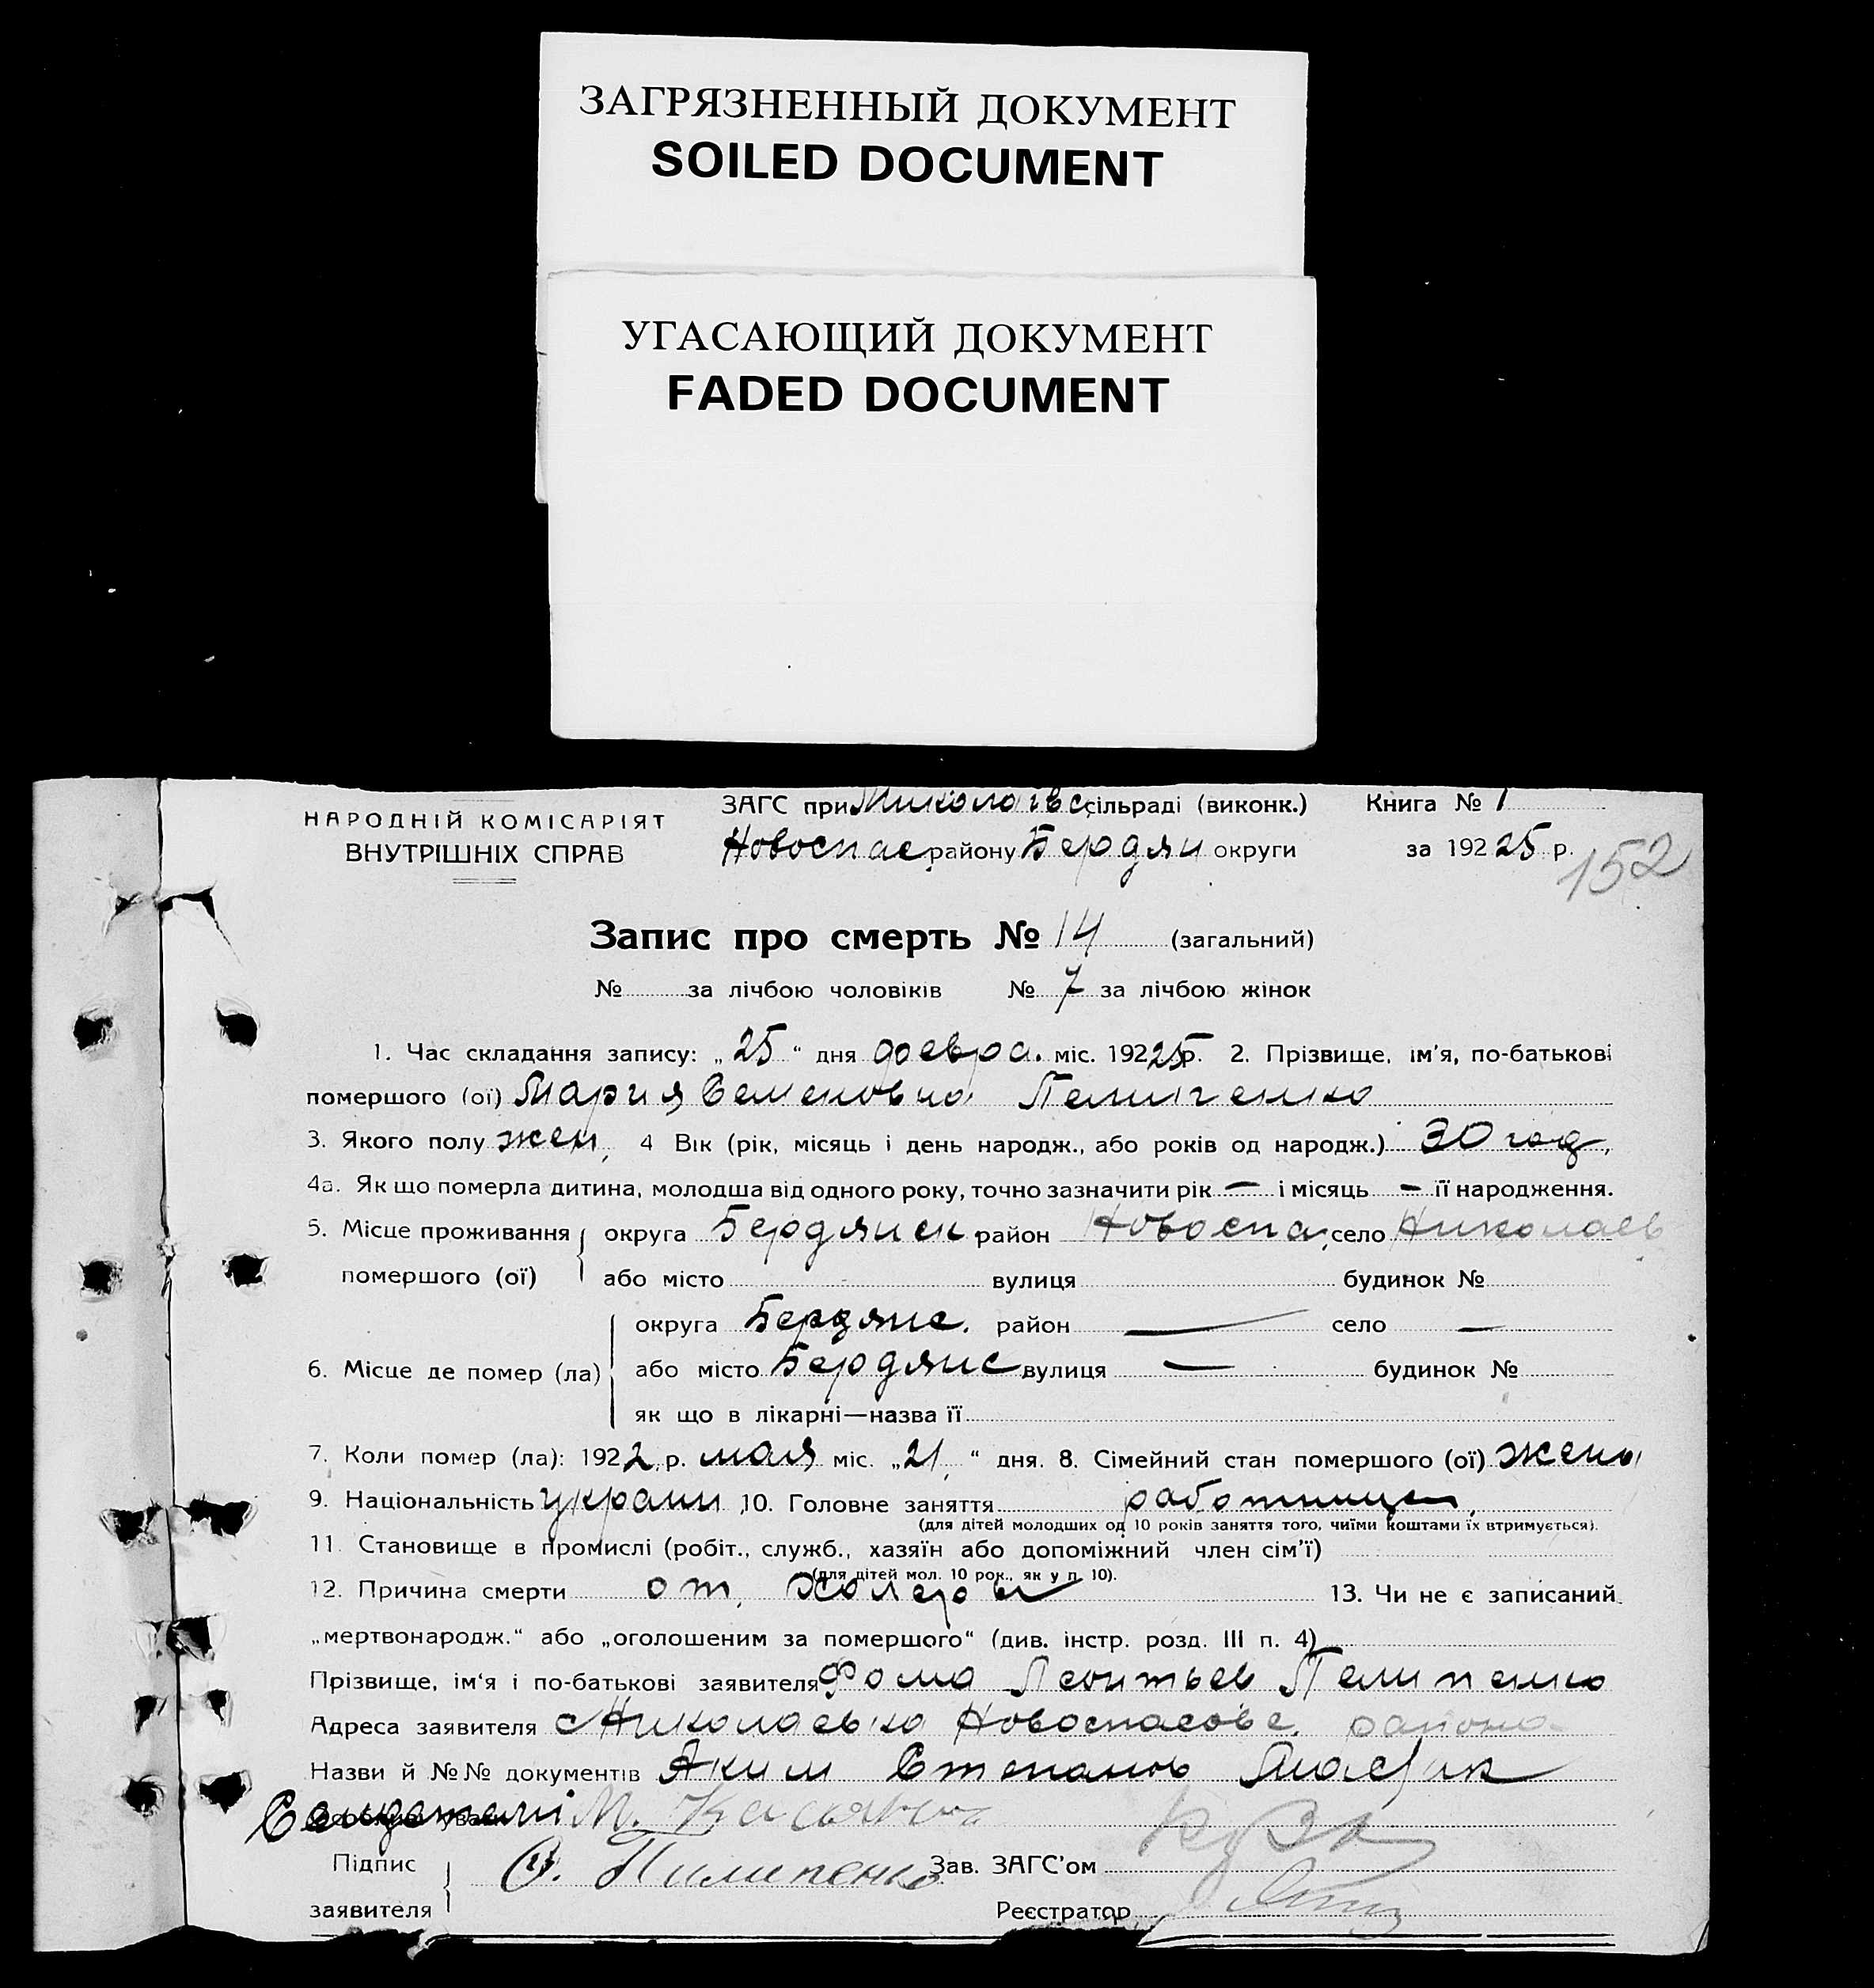 ЗАГРЯЗНЕННЫЙ ДОКУМЕНТ
SOILED DOCUMENT
УГАСАЮЩИЙ ДОКУМЕНТ
FADED DOCUMENT
НАРОДНІЙ КОМІСАРІЯТ
ВНУТРІШНІХ СПРАВ
ЗАГС при Миколаївс. сільраді (виконк.) Книга № 1
Новоспас. району Бердян округи за 192 25 р.
152
Запис про смерть № 14 (загальний)
№ за лічбою чоловіків № 7 за лічбою жінок
1. Час складання запису: „25“ дня февра. міс. 192 25 р. 2. Прізвище, ім'я, по-батькові
помершого (ої) Мария Семеновна Пелипенко
3. Якого полу жен, 4 Вік (рік, місяць і день народж., або років од народж.) 30 год,
4а. Як що померла дитина, молодша від одного року, точно зазначити рік — і місяць — її народження.
5. Місце проживання округа Бердянск район Новоспа, село Николаев
помершого (ої) або місто вулиця будинок №
округа Бердянс. район — село —
6. Місце де помер (ла) або місто Бердянс вулиця — будинок №
як що в лікарні—назва її
7. Коли помер (ла): 1922 р. мая міс. „21“ дня. 8. Сімейний стан помершого (ої) жена
9. Національність украин 10. Головне заняття работница,
(для дітей молодших од 10 років заняття того, чиїми коштами їх втримується).
11. Становище в промислі (робіт., служб., хазяїн або допоміжний член сім'ї)
(для дітей мол. 10 рок., як у п. 10).
12. Причина смерти от, холеры 13. Чи не є записаний
„мертвонародж.“ або „оголошеним за помершого“ (див. інстр. розд. III п. 4)
Прізвище, ім'я і по-батькові заявителя Фома Леонтьев Пелипенко
Адреса заявителя с Николаевка Новоспасовс. района
Назви й №№ документів Аким Степанов
Свидетели М.
Підпис Ф. Пилипенко Зав. ЗАГС'ом
заявителя Реєстратор